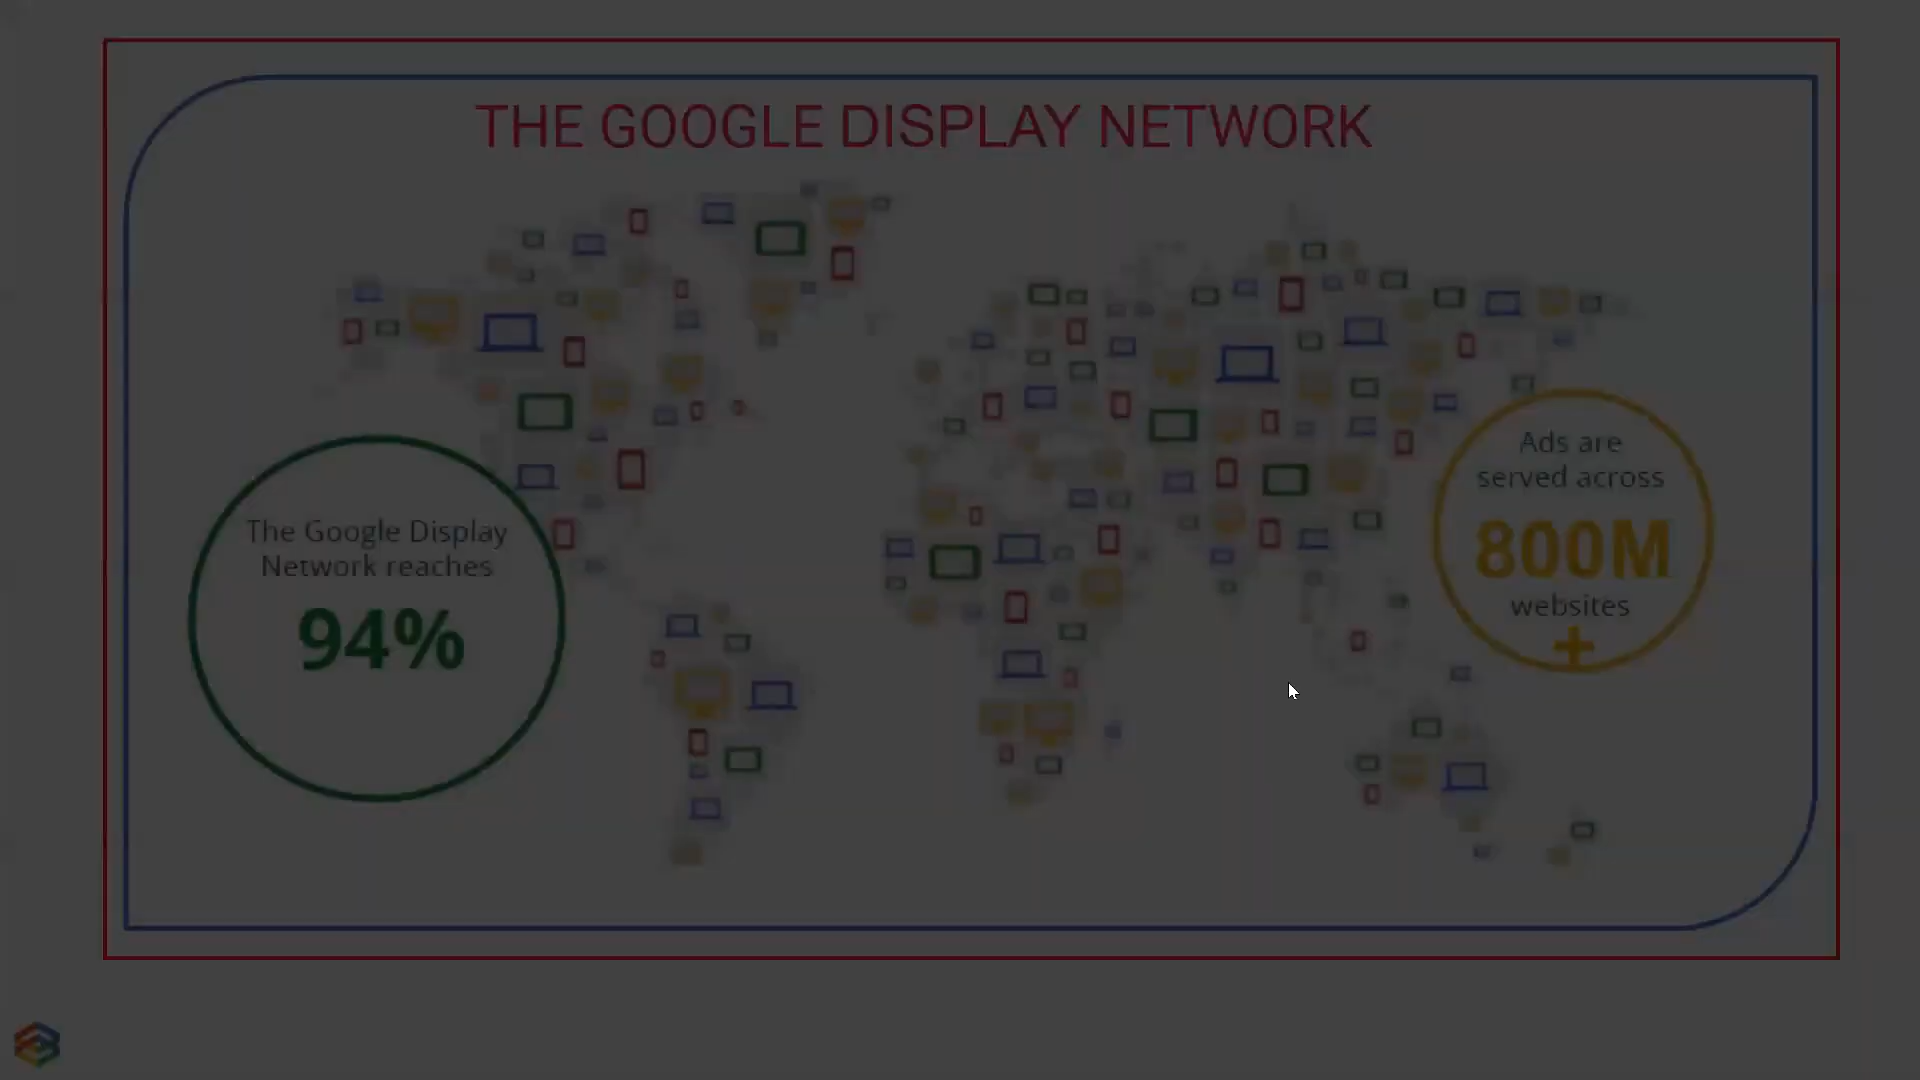 THE GOOGLE DISPLAY NETWORK
Ads are
served across
800M
websites
+
The Google Display
Network reaches
94%